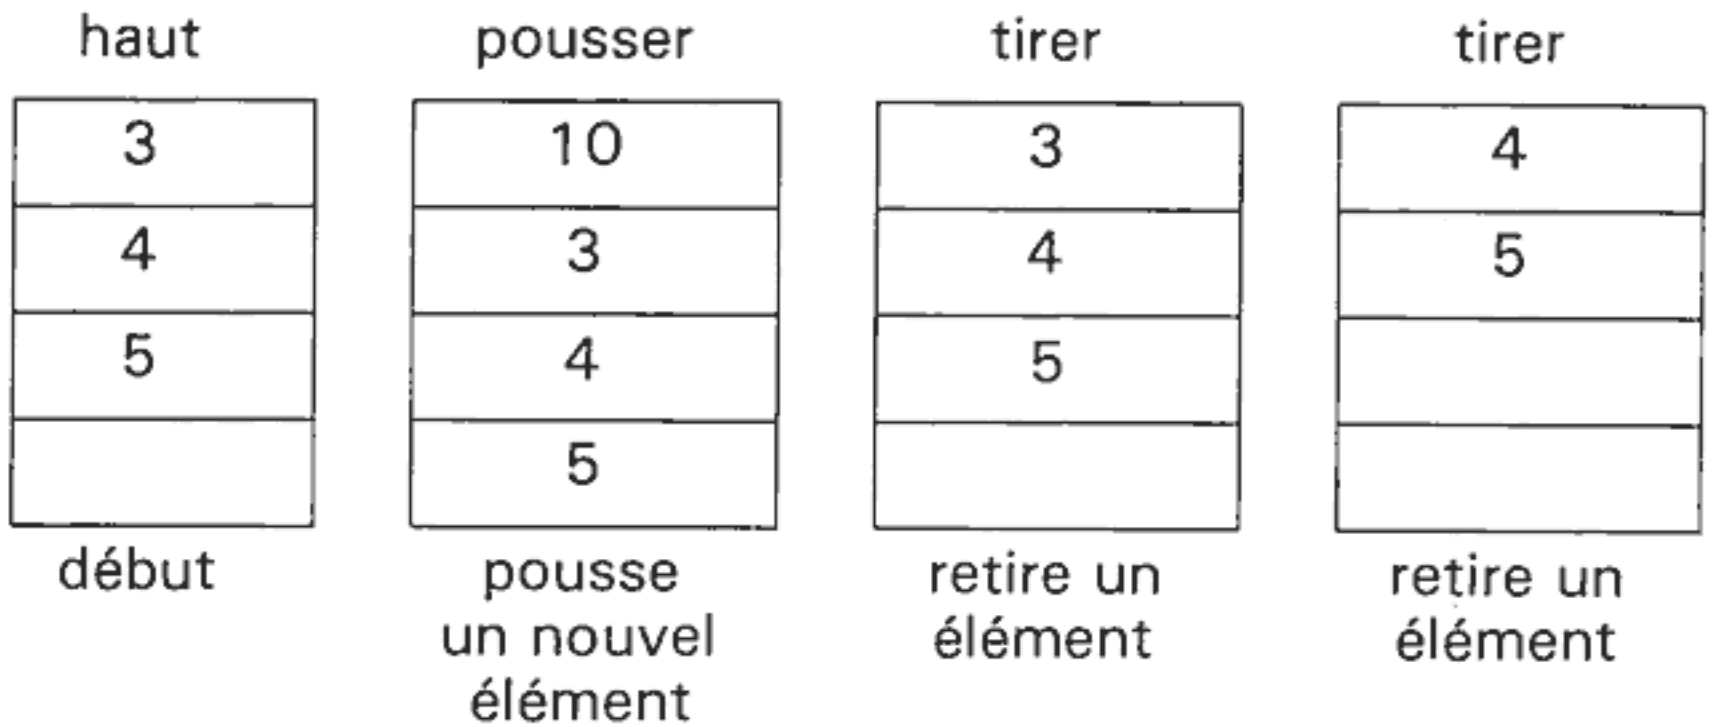 haut pousser tirer tirer
3 10 3 4
4 3 4 5
5 4 5
5
début pousse retire un retire un
un nouvel élément élément
élément